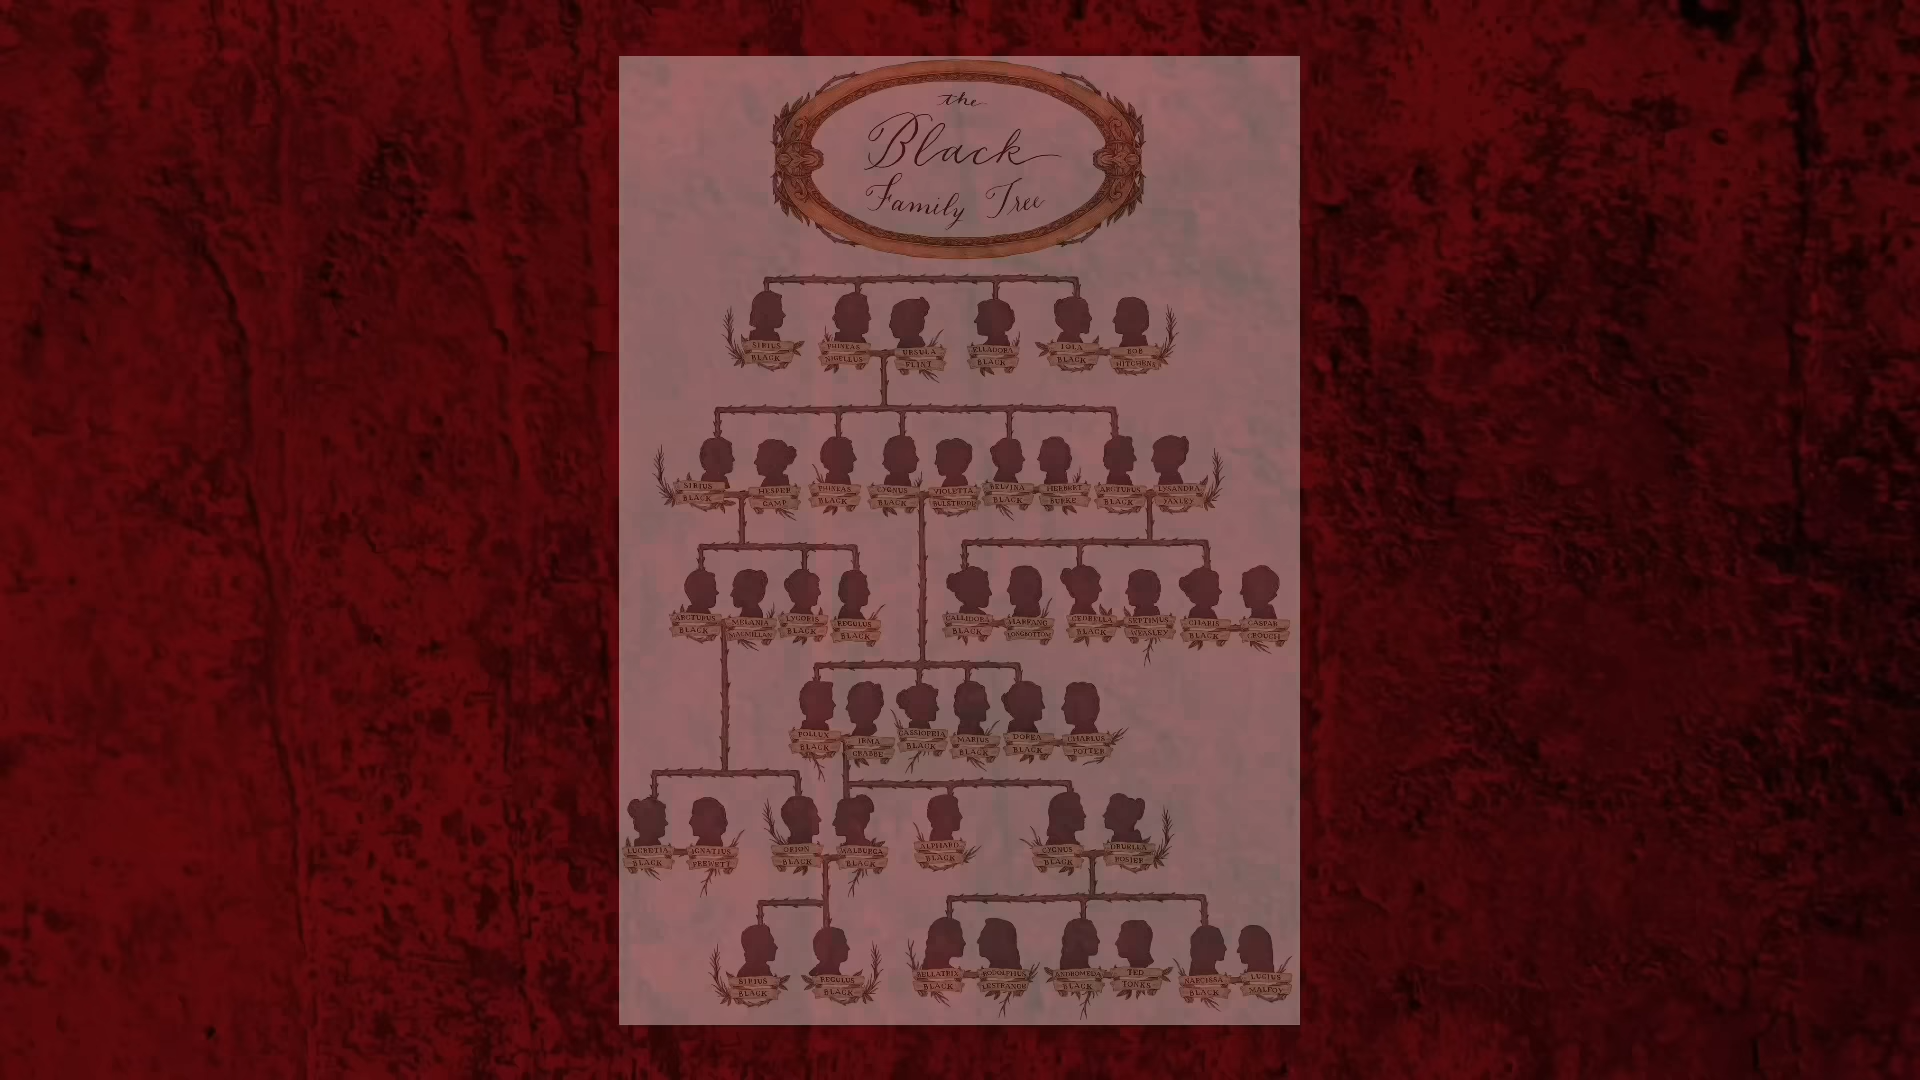 the
Black
Family Tree
SIRIUS
BLACK
PHINEAS
NIGELLUS
URSULA
FLINT
ELLADORA
BLACK
IOLA
BLACK
BOB
HITCHENS
SIRIUS
BLACK
HESPER
GAMP
PHINEAS
BLACK
CYGNUS
BLACK
VIOLETTA
BULSTRODE
BELVINA
BLACK
HERBERT
BURKE
ARCTURUS
BLACK
LYSANDRA
YAXLEY
ARCTURUS
BLACK
MELANIA
MACMILLAN
LYCORIS
BLACK
REGULUS
BLACK
CALLIDORA
BLACK
HARFANG
LONGBOTTOM
CEDRELLA
BLACK
SEPTIMUS
WEASLEY
CHARIS
BLACK
CASPAR
CROUCH
POLLUX
BLACK
IRMA
CRABBE
CASSIOPEIA
BLACK
MARIUS
BLACK
DOREA
BLACK
CHARLUS
POTTER
LUCRETIA
BLACK
IGNATIUS
PREWETT
ORION
BLACK
WALBURGA
BLACK
ALPHARD
BLACK
CYGNUS
BLACK
DRUELLA
ROSIER
SIRIUS
BLACK
REGULUS
BLACK
BELLATRIX
BLACK
RODOLPHUS
LESTRANGE
ANDROMEDA
BLACK
TED
TONKS
NARCISSA
BLACK
LUCIUS
MALFOY